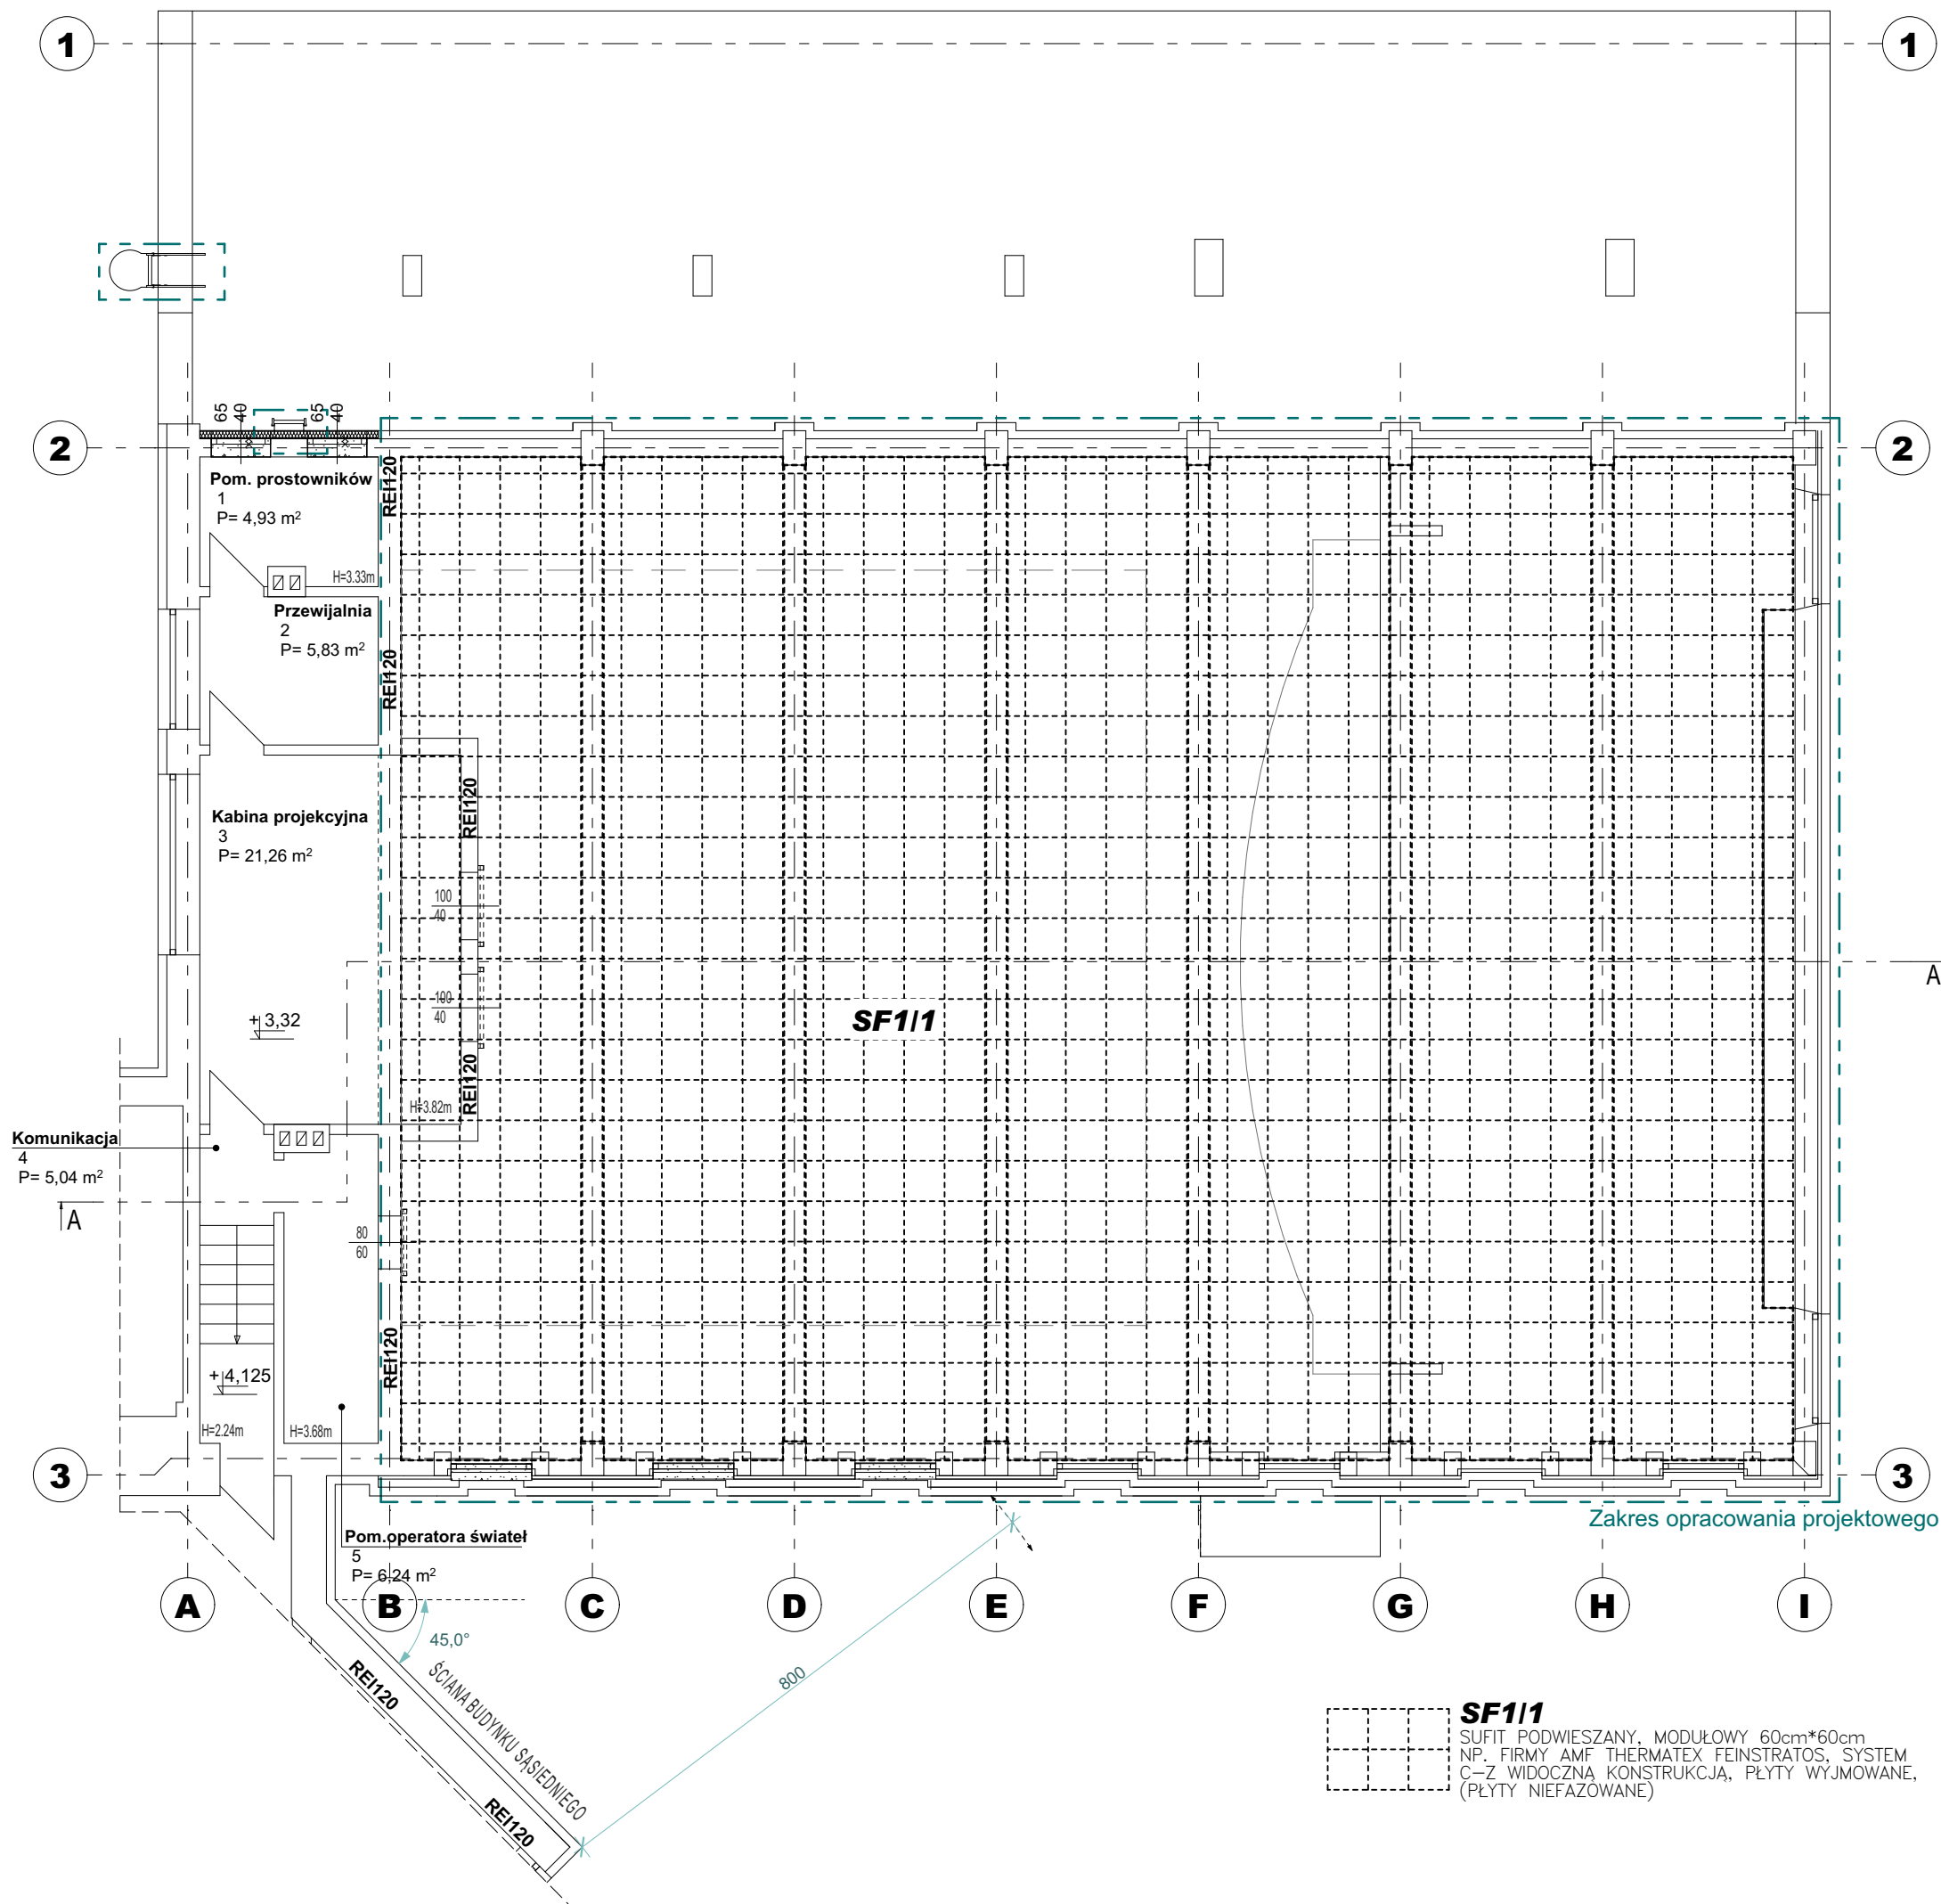 1
1
2
2
65
40
65
40
REI120
Pom. prostowników
1
P= 4,93 m²
H=3.33m
Przewijalnia
2
P= 5,83 m²
REI120
Kabina projekcyjna
3
P= 21,26 m²
REI120
100
40
100
40
A
SF1/1
+ 3,32
REI120
H=3.82m
Komunikacja
4
P= 5,04 m²
A
80
60
REI120
+ 4,125
H=2.24m
H=3.68m
3
3
Zakres opracowania projektowego
Pom.operatora świateł
5
P= 6,24 m²
A
B
C
D
E
F
G
H
I
45,0°
ŚCIANA BUDYNKU SĄSIEDNIEGO
800
REI120
REI120
SF1/1
SUFIT PODWIESZANY, MODUŁOWY 60cm*60cm
NP. FIRMY AMF THERMATEX FEINSTRATOS, SYSTEM
C-Z WIDOCZNĄ KONSTRUKCJĄ, PŁYTY WYJMOWANE,
(PŁYTY NIEFAZOWANE)